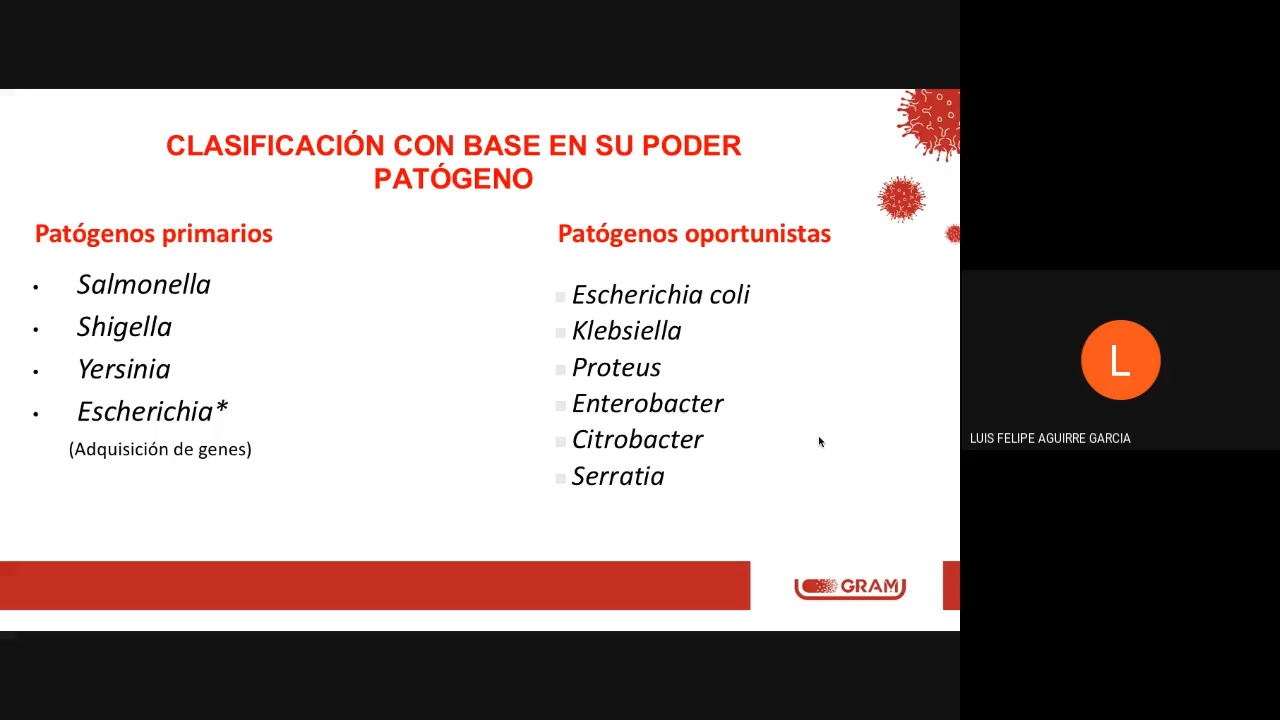 CLASIFICACIÓN CON BASE EN SU PODER
PATÓGENO
Patógenos primarios
• Salmonella
• Shigella
• Yersinia
• Escherichia*
(Adquisición de genes)
Patógenos oportunistas
Escherichia coli
Klebsiella
Proteus
Enterobacter
Citrobacter
Serratia
GRAM
L
LUIS FELIPE AGUIRRE GARCIA